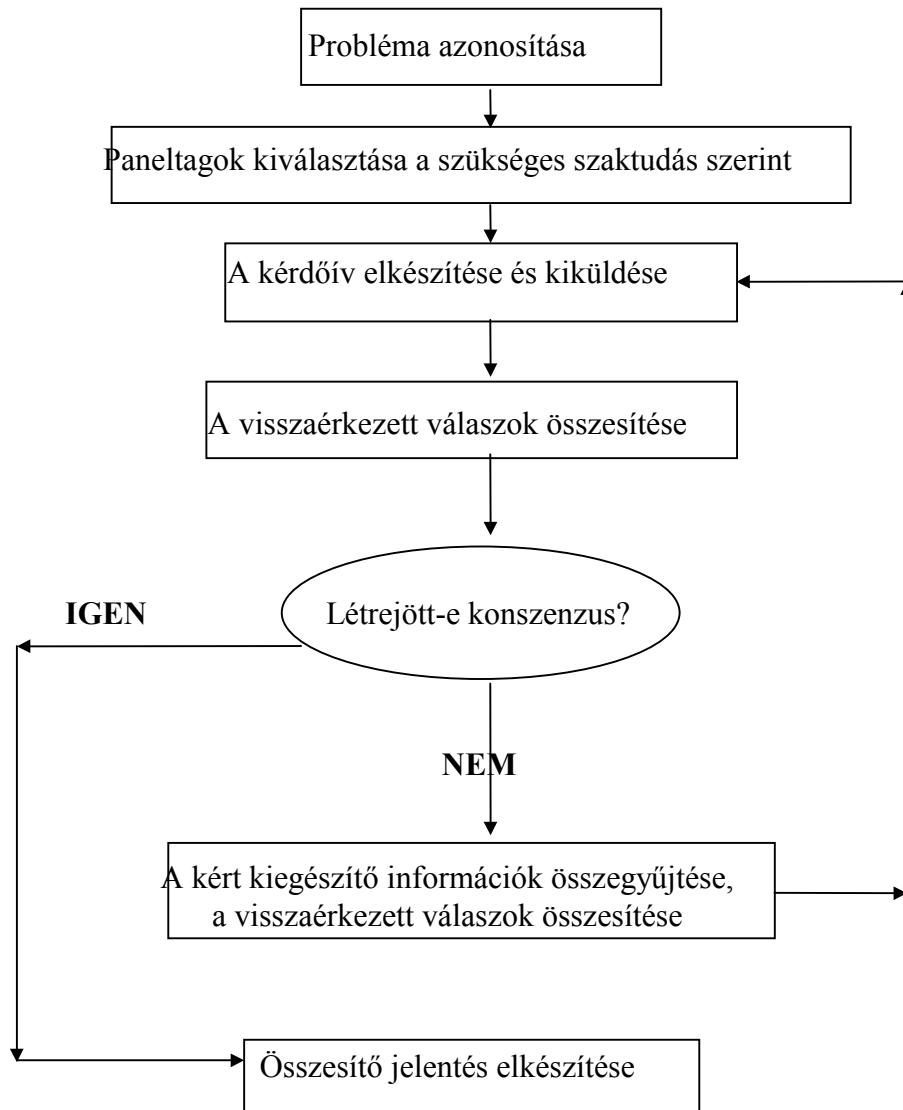 Probléma azonosítása
Paneltagok kiválasztása a szükséges szaktudás szerint
A kérdőív elkészítése és kiküldése
A visszaérkezett válaszok összesítése
Létrejött-e konszenzus?
IGEN
NEM
A kért kiegészítő információk összegyűjtése,
a visszaérkezett válaszok összesítése
Összesítő jelentés elkészítése